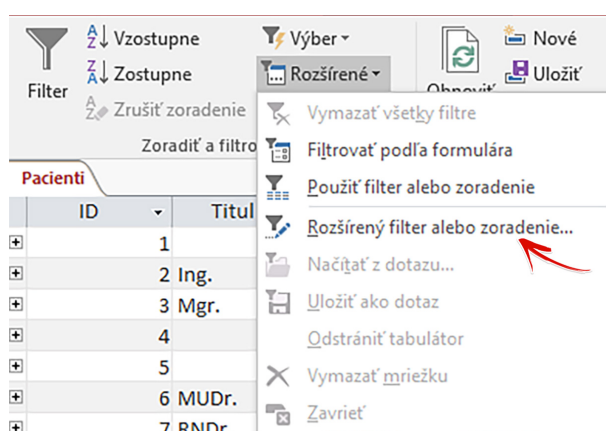 Filter
Vzostupne
Zostupne
Zrušiť zoradenie
Výber
Rozšírené
Obnoviť
Nové
Uložiť
Zoradiť a filtro
Vymazať všetky filtre
Filtrovať podľa formulára
Použiť filter alebo zoradenie
Rozšírený filter alebo zoradenie...
Načítať z dotazu...
Uložiť ako dotaz
Odstrániť tabulátor
Vymazať mriežku
Zavrieť
Pacienti
ID Titul
1
2 Ing.
3 Mgr.
4
5
6 MUDr.
7 RNDr.